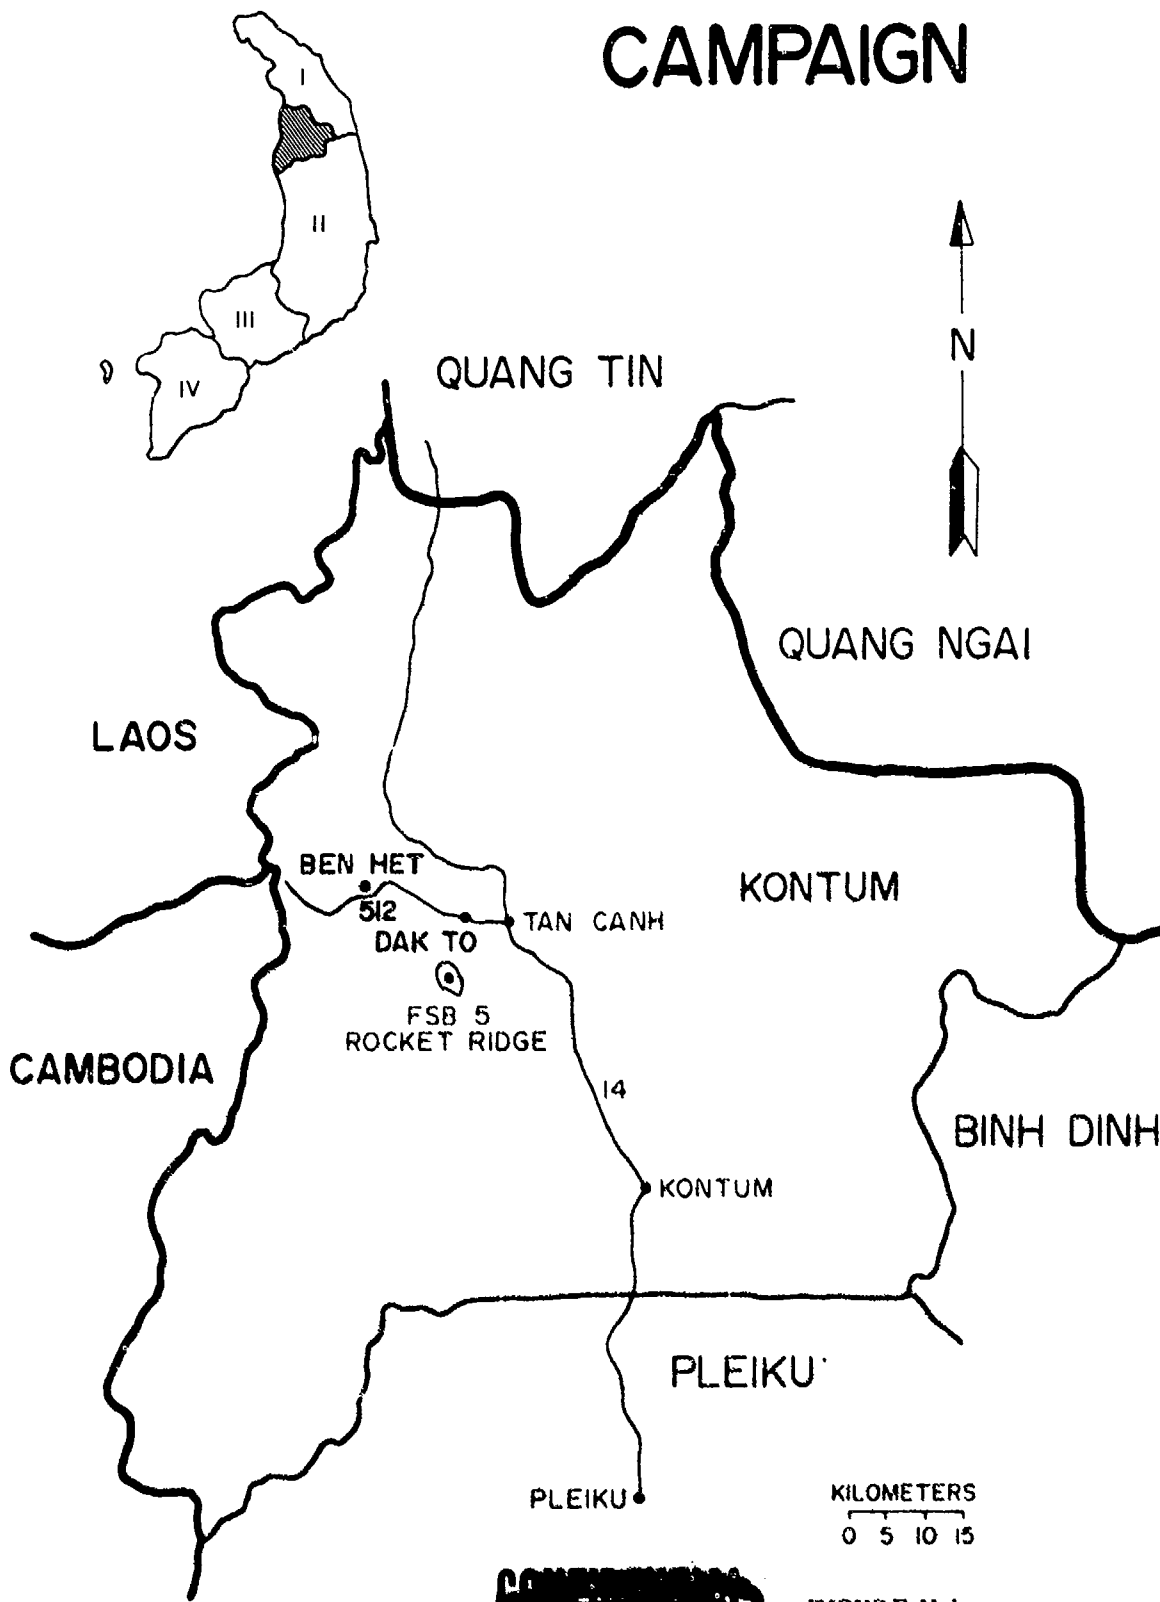 CAMPAIGN
I
II
III
IV
N
QUANG TIN
QUANG NGAI
LAOS
BEN HET
512
TAN CANH
KONTUM
DAK TO
FSB 5
ROCKET RIDGE
CAMBODIA
14
BINH DINH
KONTUM
PLEIKU
PLEIKU
KILOMETERS
0 5 10 15